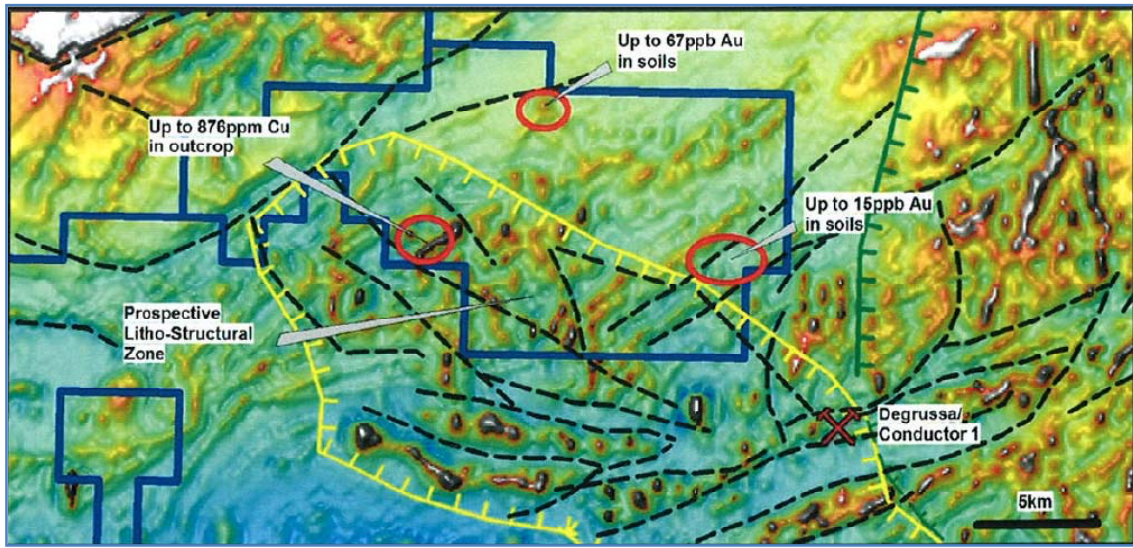 Up to 67ppb Au
in soils
Up to 876ppm Cu
in outcrop
Up to 15ppb Au
in soils
Prospective
Litho-Structural
Zone
Degrussa/
Conductor 1
5km